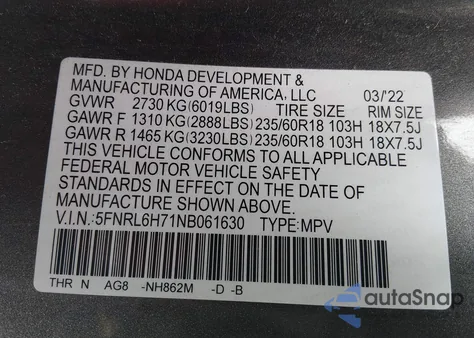 MFD. BY HONDA DEVELOPMENT &
MANUFACTURING OF AMERICA, LLC 03/'22
GVWR 2730 KG(6019LBS) TIRE SIZE RIM SIZE
GAWR F 1310 KG(2888LBS)235/60R18 103H 18X7.5J
GAWR R 1465 KG(3230LBS)235/60R18 103H 18X7.5J
THIS VEHICLE CONFORMS TO ALL APPLICABLE
FEDERAL MOTOR VEHICLE SAFETY
STANDARDS IN EFFECT ON THE DATE OF
MANUFACTURE SHOWN ABOVE.
V.I.N.:5FNRL6H71NB061630 TYPE:MPV
THR N AG8 -NH862M -D -B
autaSnap